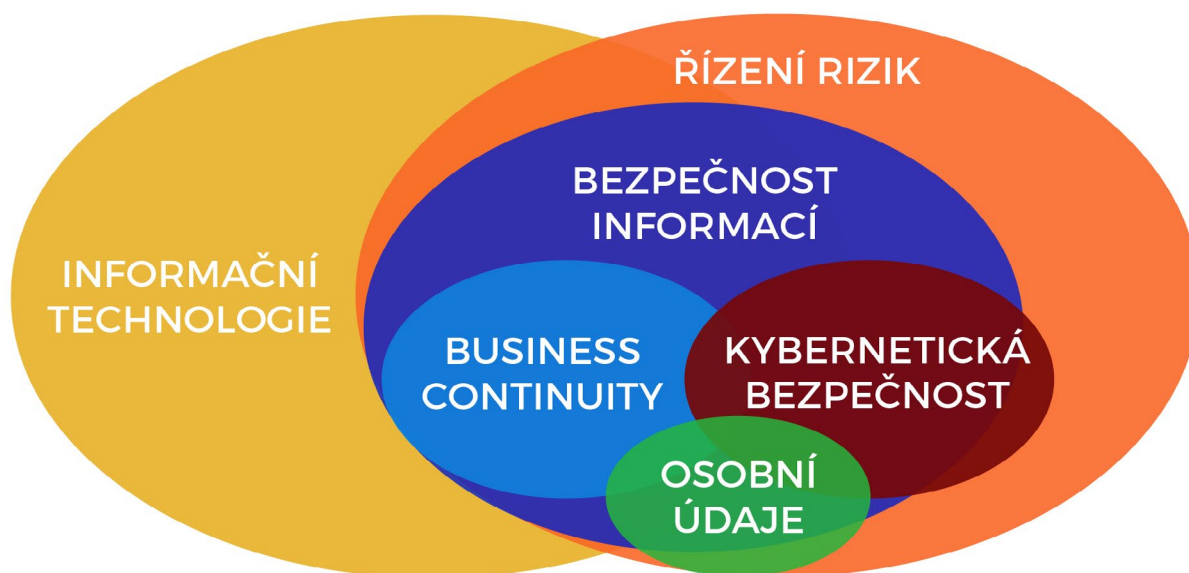 ŘÍZENÍ RIZIK
BEZPEČNOST
INFORMACÍ
INFORMAČNÍ
TECHNOLOGIE
BUSINESS
CONTINUITY
KYBERNETICKÁ
BEZPEČNOST
OSOBNÍ
ÚDAJE